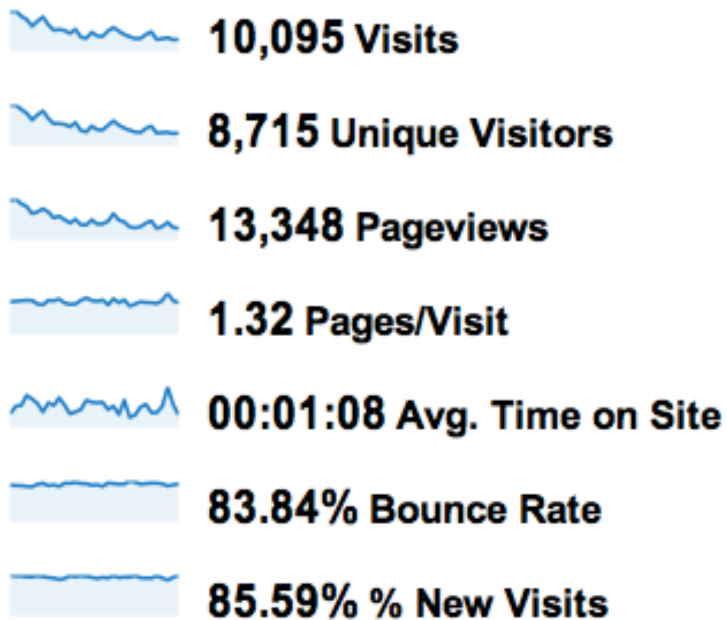 10,095 Visits
8,715 Unique Visitors
13,348 Pageviews
1.32 Pages/Visit
00:01:08 Avg. Time on Site
83.84% Bounce Rate
85.59% % New Visits